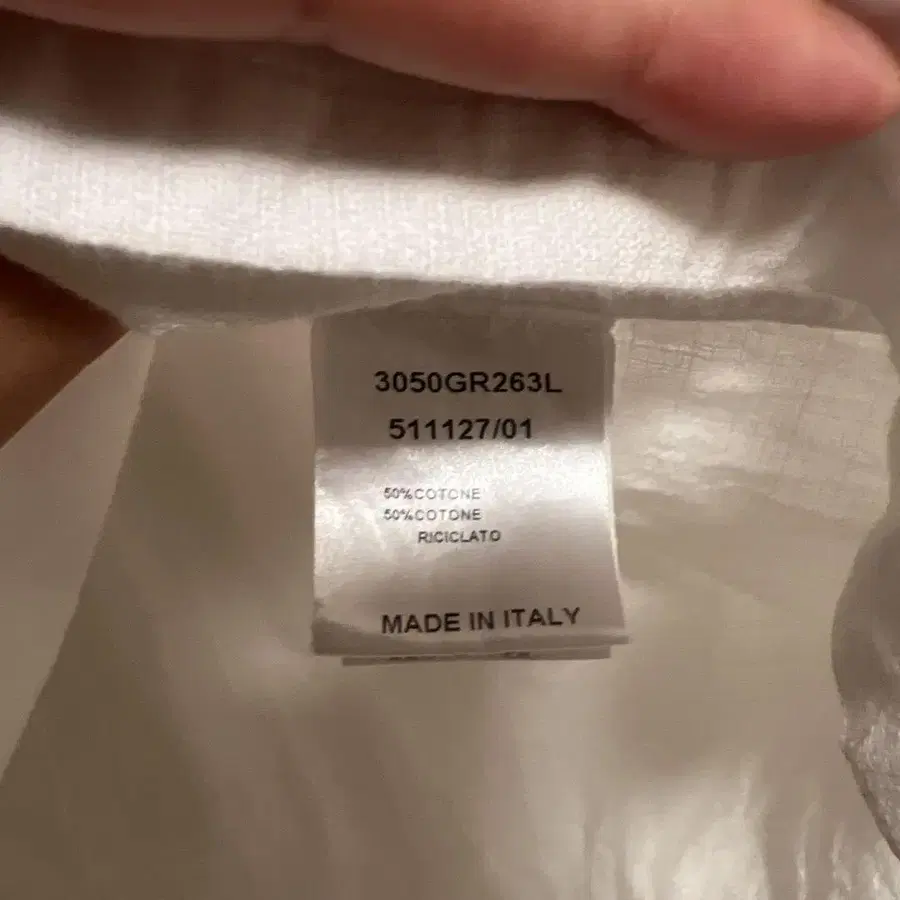 3050GR263L
511127/01
50%COTONE
50%COTONE
RICICLATO
MADE IN ITALY